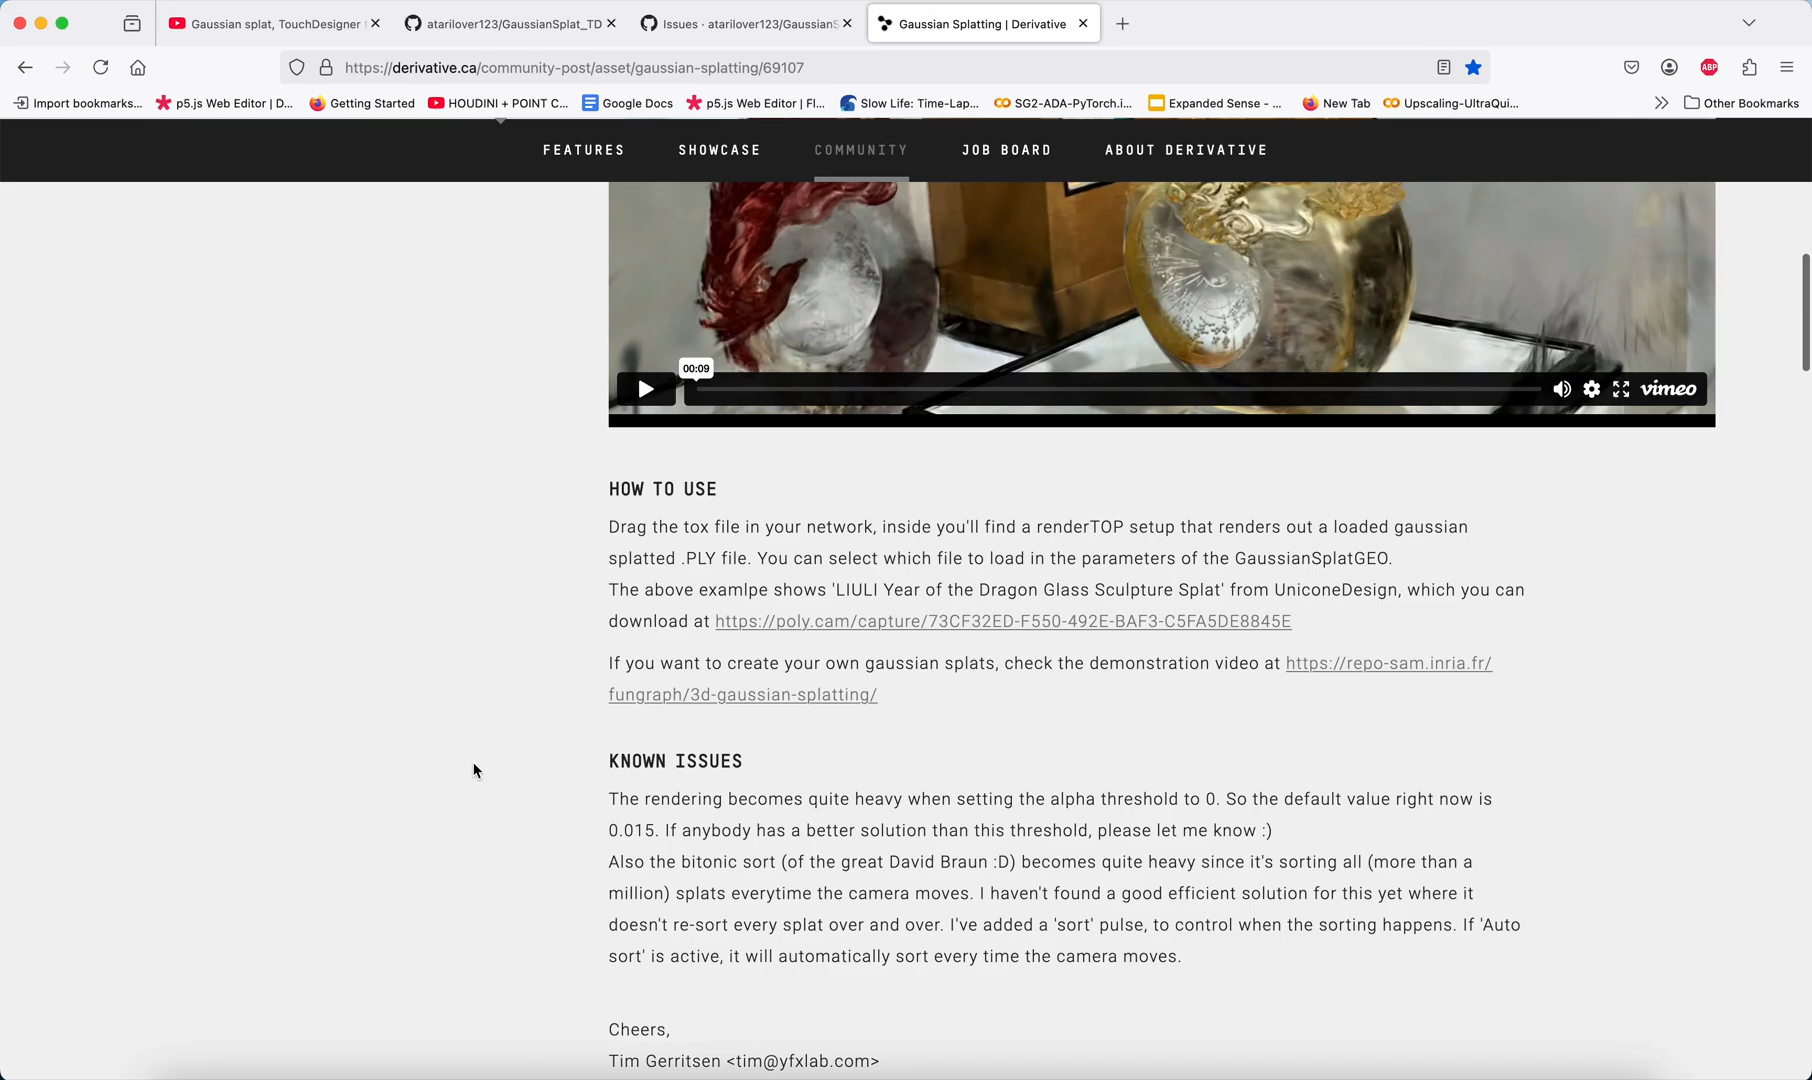 Gaussian splat, TouchDesigner
atarilover123/GaussianSplat_TD
Issues · atarilover123/GaussianS
Gaussian Splatting | Derivative
https://derivative.ca/community-post/asset/gaussian-splatting/69107
ABP
Import bookmarks...
p5.js Web Editor | D...
Getting Started
HOUDINI + POINT C...
Google Docs
p5.js Web Editor | Fl...
Slow Life: Time-Lap...
SG2-ADA-PyTorch.i...
Expanded Sense - ...
New Tab
Upscaling-UltraQui...
Other Bookmarks
FEATURES
SHOWCASE
COMMUNITY
JOB BOARD
ABOUT DERIVATIVE
00:09
vimeo
HOW TO USE
Drag the tox file in your network, inside you'll find a renderTOP setup that renders out a loaded gaussian
splatted .PLY file. You can select which file to load in the parameters of the GaussianSplatGEO.
The above examlpe shows 'LIULI Year of the Dragon Glass Sculpture Splat' from UniconeDesign, which you can
download at https://poly.cam/capture/73CF32ED-F550-492E-BAF3-C5FA5DE8845E
If you want to create your own gaussian splats, check the demonstration video at https://repo-sam.inria.fr/
fungraph/3d-gaussian-splatting/
KNOWN ISSUES
The rendering becomes quite heavy when setting the alpha threshold to 0. So the default value right now is
0.015. If anybody has a better solution than this threshold, please let me know :)
Also the bitonic sort (of the great David Braun :D) becomes quite heavy since it's sorting all (more than a
million) splats everytime the camera moves. I haven't found a good efficient solution for this yet where it
doesn't re-sort every splat over and over. I've added a 'sort' pulse, to control when the sorting happens. If 'Auto
sort' is active, it will automatically sort every time the camera moves.
Cheers,
Tim Gerritsen <tim@yfxlab.com>